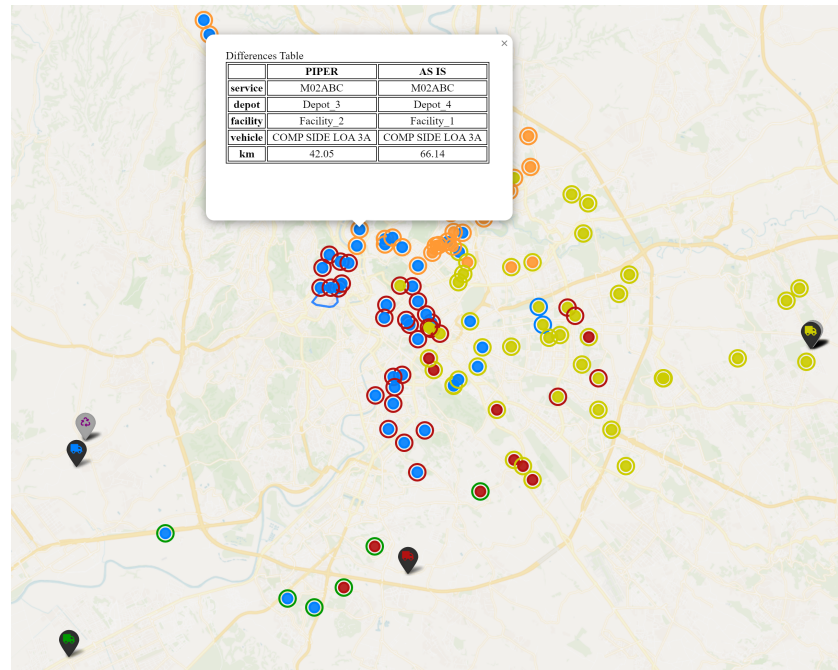 ×
Differences Table
PIPER AS IS
service M02ABC M02ABC
depot Depot_3 Depot_4
facility Facility_2 Facility_1
vehicle COMP SIDE LOA 3A COMP SIDE LOA 3A
km 42.05 66.14